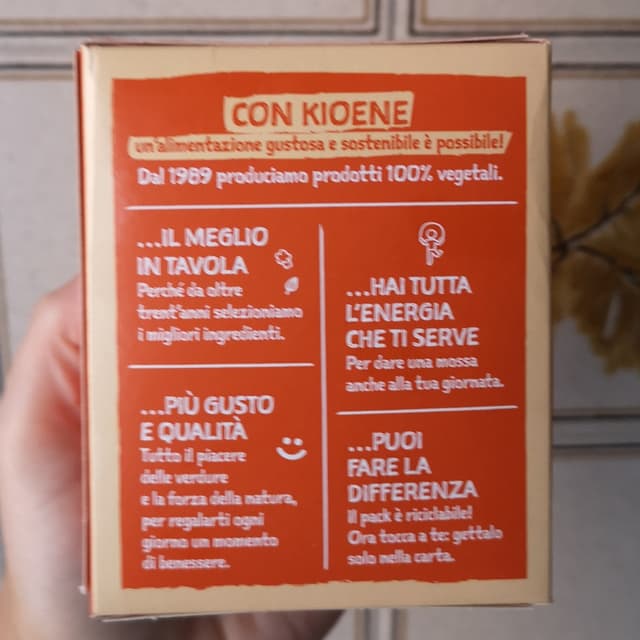 CON KIOENE
un'alimentazione gustosa e sostenibile è possibile!
Dal 1989 produciamo prodotti 100% vegetali.
...IL MEGLIO
IN TAVOLA
Perché da oltre
trent'anni selezioniamo
i migliori ingredienti.
...PIÙ GUSTO
E QUALITÀ
Tutto il piacere
delle verdure
e la forza della natura,
per regalarti ogni
giorno un momento
di benessere.
...HAI TUTTA
L'ENERGIA
CHE TI SERVE
Per dare una mossa
anche alla tua giornata.
...PUOI
FARE LA
DIFFERENZA
Il pack è riciclabile!
Ora tocca a te: gettalo
solo nella carta.